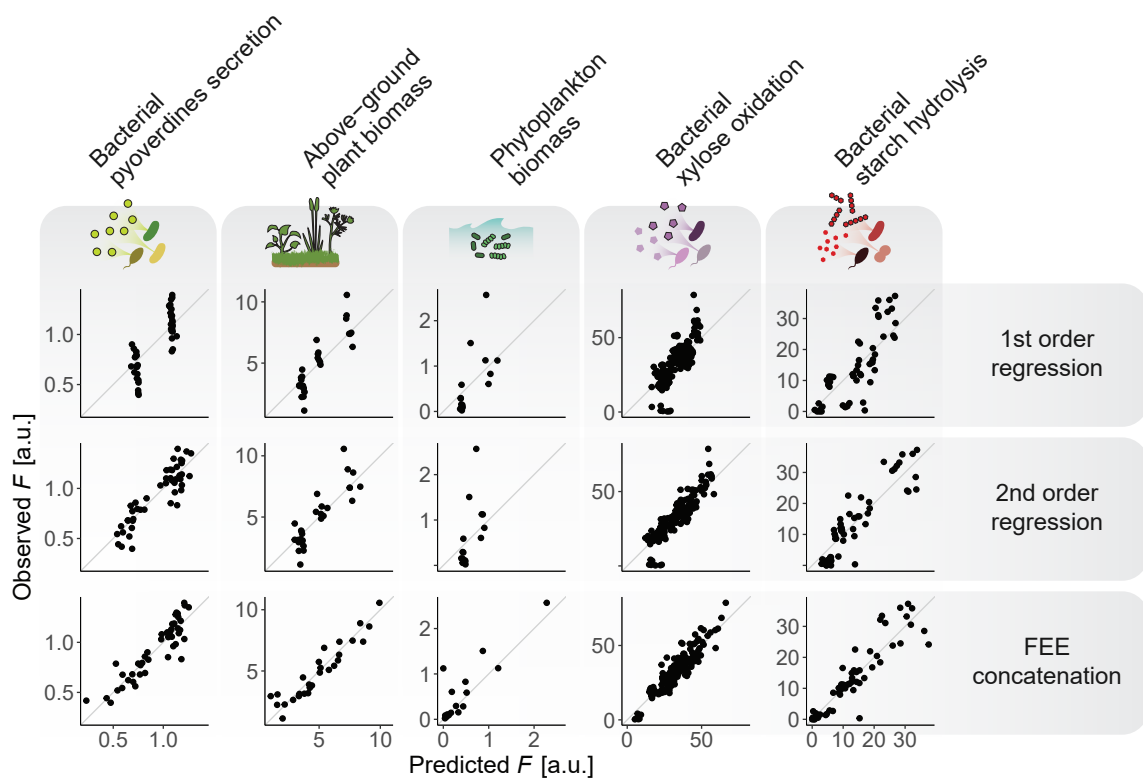 Bacterial
pyoverdines secretion
Above−ground
plant biomass
Phytoplankton
biomass
Bacterial
xylose oxidation
Bacterial
starch hydrolysis
Observed F [a.u.]
1.0
0.5
10
5
2
1
0
50
0
30
20
10
0
1st order
regression
1.0
0.5
10
5
2
1
0
50
0
30
20
10
0
2nd order
regression
1.0
0.5
10
5
2
1
0
50
0
30
20
10
0
FEE
concatenation
0.5 1.0
5 10
0 1 2
0 50
0 10 20 30
Predicted F [a.u.]